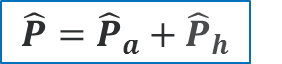 P̂ = P̂ₐ + P̂ₕ